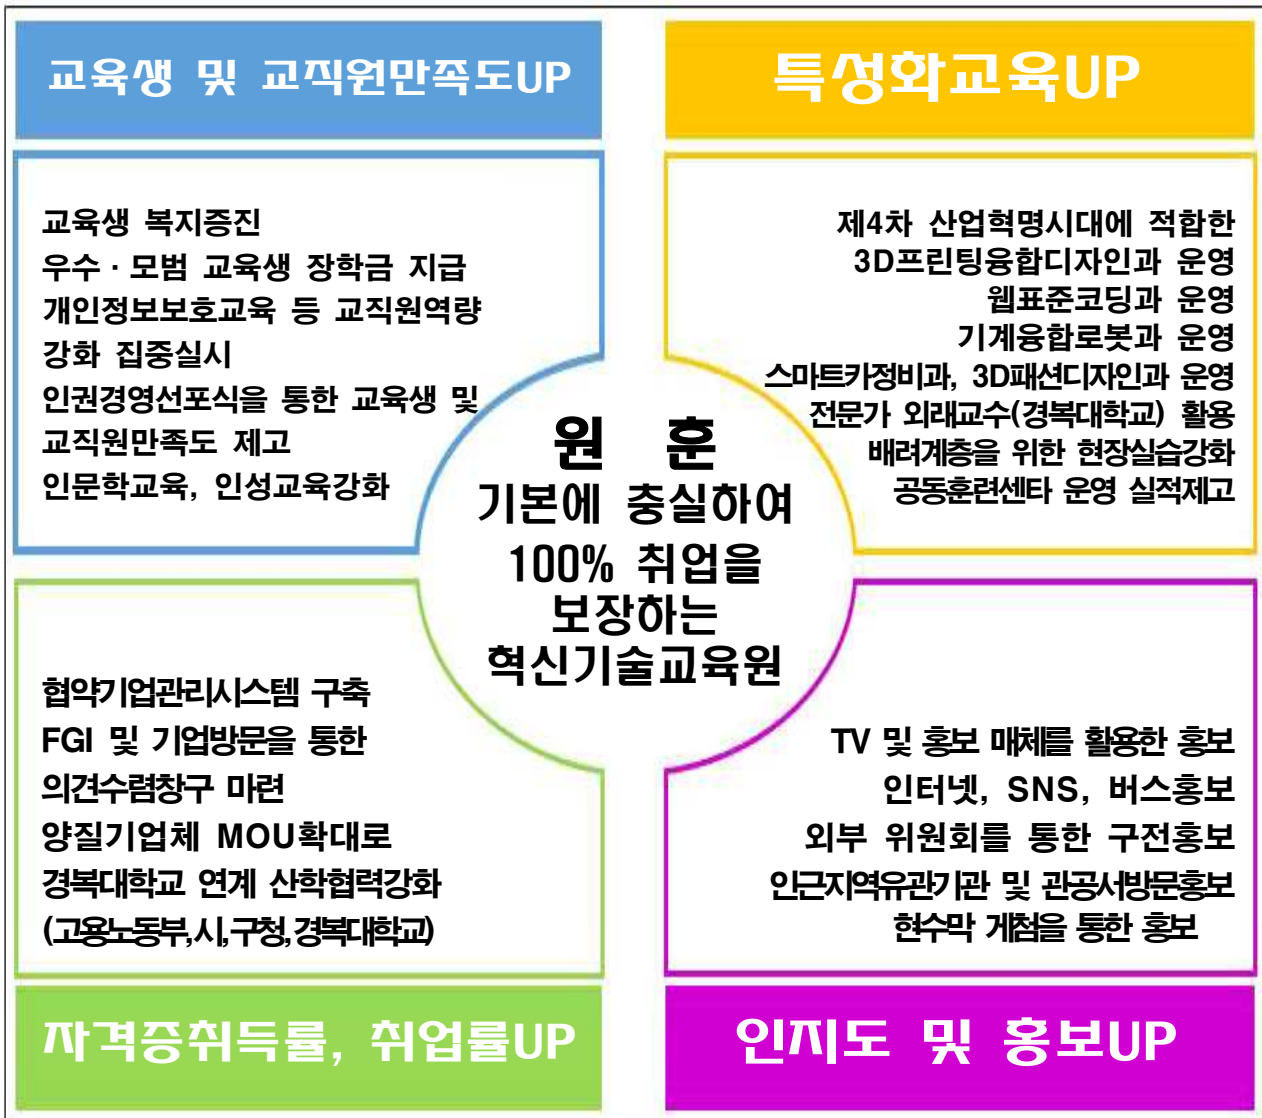 교육생 및 교직원만족도UP
교육생 복지증진
우수·모범 교육생 장학금 지급
개인정보보호교육 등 교직원역량
강화 집중실시
인권경영선포식을 통한 교육생 및
교직원만족도 제고
인문학교육, 인성교육강화
특성화교육UP
제4차 산업혁명시대에 적합한
3D프린팅융합디자인과 운영
웹표준코딩과 운영
기계융합로봇과 운영
스마트카정비과, 3D패션디자인과 운영
전문가 외래교수(경복대학교) 활용
배려계층을 위한 현장실습강화
공동훈련센타 운영 실적제고
원 훈
기본에 충실하여
100% 취업을
보장하는
혁신기술교육원
협약기업관리시스템 구축
FGI 및 기업방문을 통한
의견수렴창구 마련
양질기업체 MOU확대로
경복대학교 연계 산학협력강화
(고용노동부,시,구청,경복대학교)
자격증취득률, 취업률UP
TV 및 홍보 매체를 활용한 홍보
인터넷, SNS, 버스홍보
외부 위원회를 통한 구전홍보
인근지역유관기관 및 관공서방문홍보
현수막 게첨을 통한 홍보
인지도 및 홍보UP